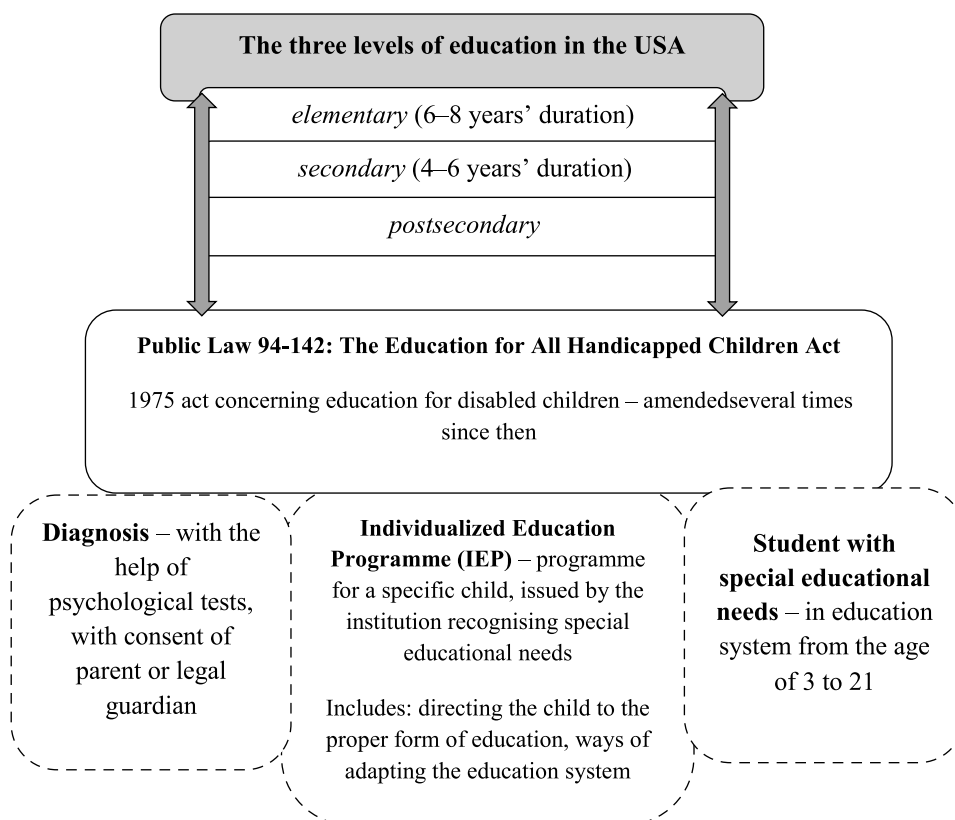 The three levels of education in the USA
elementary (6–8 years’ duration)
secondary (4–6 years’ duration)
postsecondary
Public Law 94-142: The Education for All Handicapped Children Act
1975 act concerning education for disabled children – amendedseveral times
since then
Diagnosis – with the
help of
psychological tests,
with consent of
parent or legal
guardian
Individualized Education
Programme (IEP) – programme
for a specific child, issued by the
institution recognising special
educational needs
Includes: directing the child to the
proper form of education, ways of
adapting the education system
Student with
special educational
needs – in education
system from the age
of 3 to 21